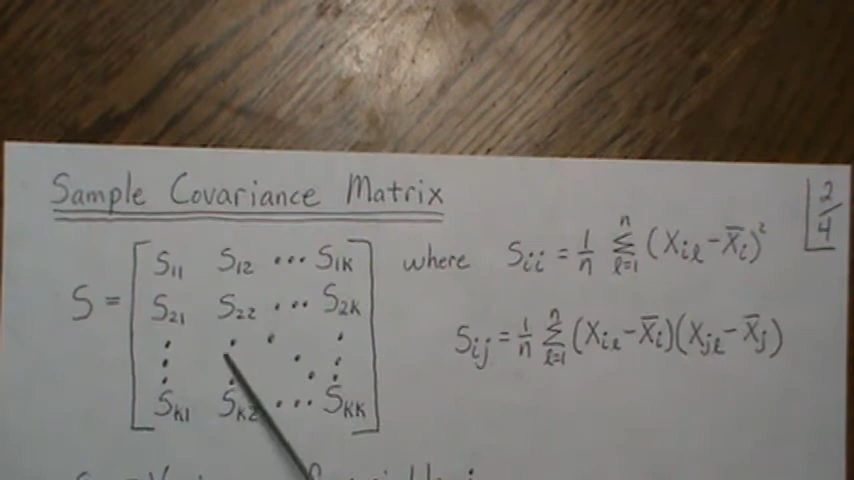 Sample Covariance Matrix
2/4
S = [ S11 S12 ... S1K
S21 S22 ... S2K
SK1 SK2 ... SKK ]
where Sii = 1/n Σ_{l=1}^{n} (Xil - X̄i)²
Sij = 1/n Σ_{l=1}^{n} (Xil - X̄i)(Xjl - X̄j)